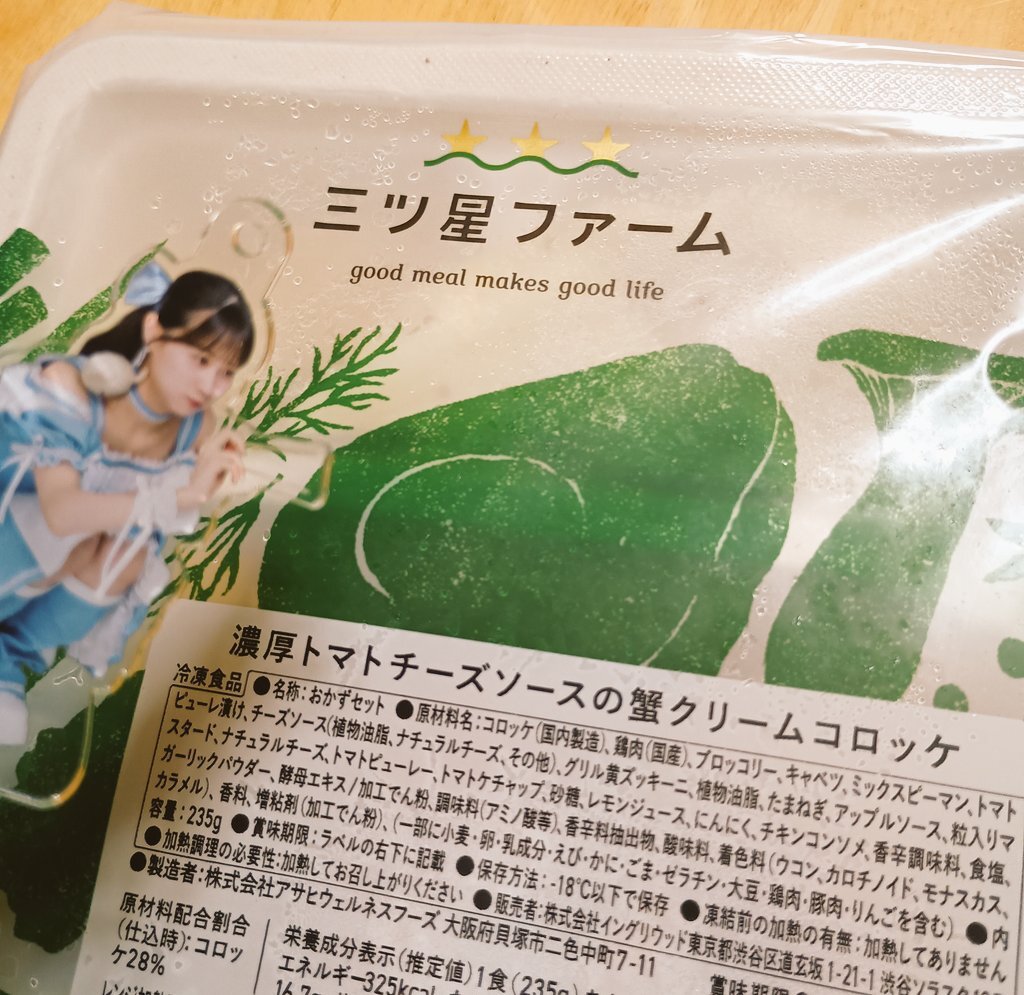 三ツ星ファーム
good meal makes good life
濃厚トマトチーズソースの蟹クリームコロッケ
冷凍食品
●名称：おかずセット ●原材料名：コロッケ（国内製造）、鶏肉（国産）、ブロッコリー、キャベツ、ミックスピーマン、トマト
ピューレ漬け、チーズソース（植物油脂、ナチュラルチーズ、その他）、グリル黄ズッキーニ、植物油脂、たまねぎ、アップルソース、粒入りマ
スタード、ナチュラルチーズ、トマトピューレー、トマトケチャップ、砂糖、レモンジュース、にんにく、チキンコンソメ、香辛調味料、食塩、
ガーリックパウダー、酵母エキス/加工でん粉、調味料（アミノ酸等）、香辛料抽出物、酸味料、着色料（ウコン、カロチノイド、モナスカス、
カラメル）、香料、増粘剤（加工でん粉）、（一部に小麦・卵・乳成分・えび・かに・ごま・ゼラチン・大豆・鶏肉・豚肉・りんごを含む） ●内
容量：235g ●賞味期限：ラベルの右下に記載 ●保存方法：-18℃以下で保存 ●凍結前の加熱の有無：加熱してありません
●加熱調理の必要性：加熱してお召し上がりください ●販売者：株式会社イングリウッド東京都渋谷区道玄坂1-21-1 渋谷ソラスタ
●製造者：株式会社アサヒウェルネスフーズ 大阪府貝塚市二色中町7-11
原材料配合割合
（仕込時）：コロッ
ケ28%
栄養成分表示（推定値）1食（235g）
エネルギー325kcal
16.7g
賞味期限